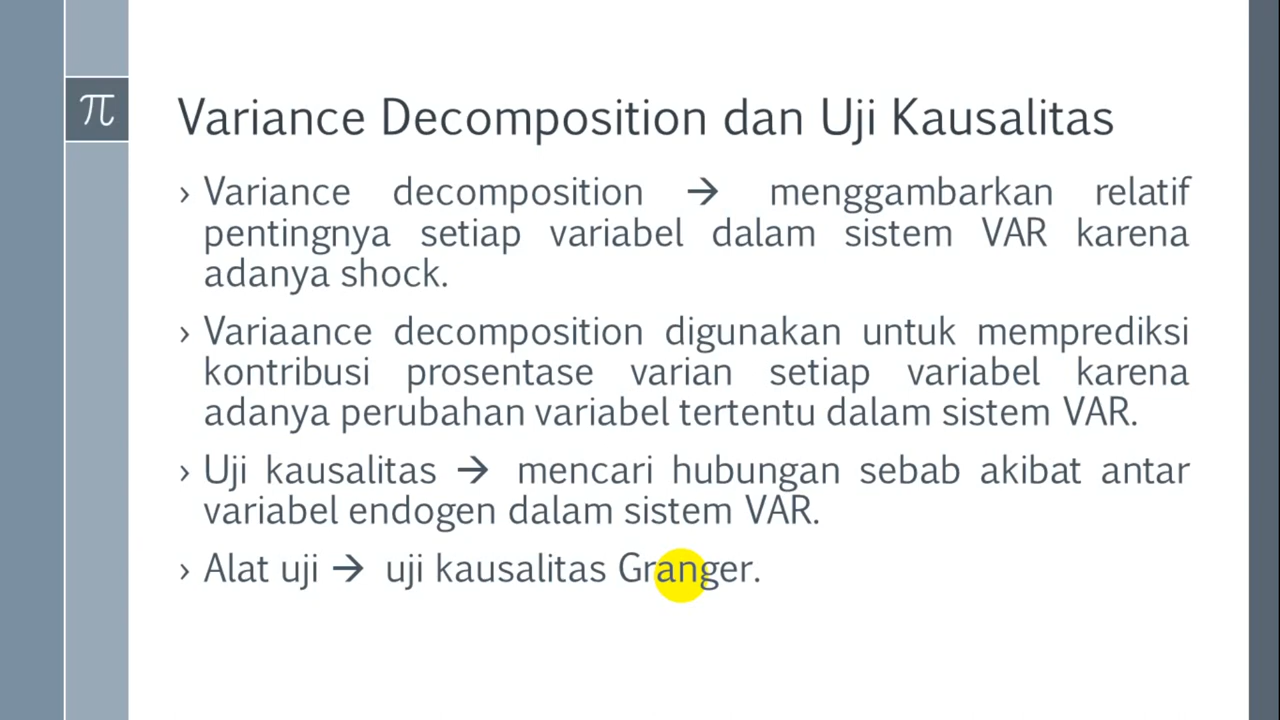 π
Variance Decomposition dan Uji Kausalitas
› Variance decomposition → menggambarkan relatif
pentingnya setiap variabel dalam sistem VAR karena
adanya shock.
› Variaance decomposition digunakan untuk memprediksi
kontribusi prosentase varian setiap variabel karena
adanya perubahan variabel tertentu dalam sistem VAR.
› Uji kausalitas → mencari hubungan sebab akibat antar
variabel endogen dalam sistem VAR.
› Alat uji → uji kausalitas Granger.